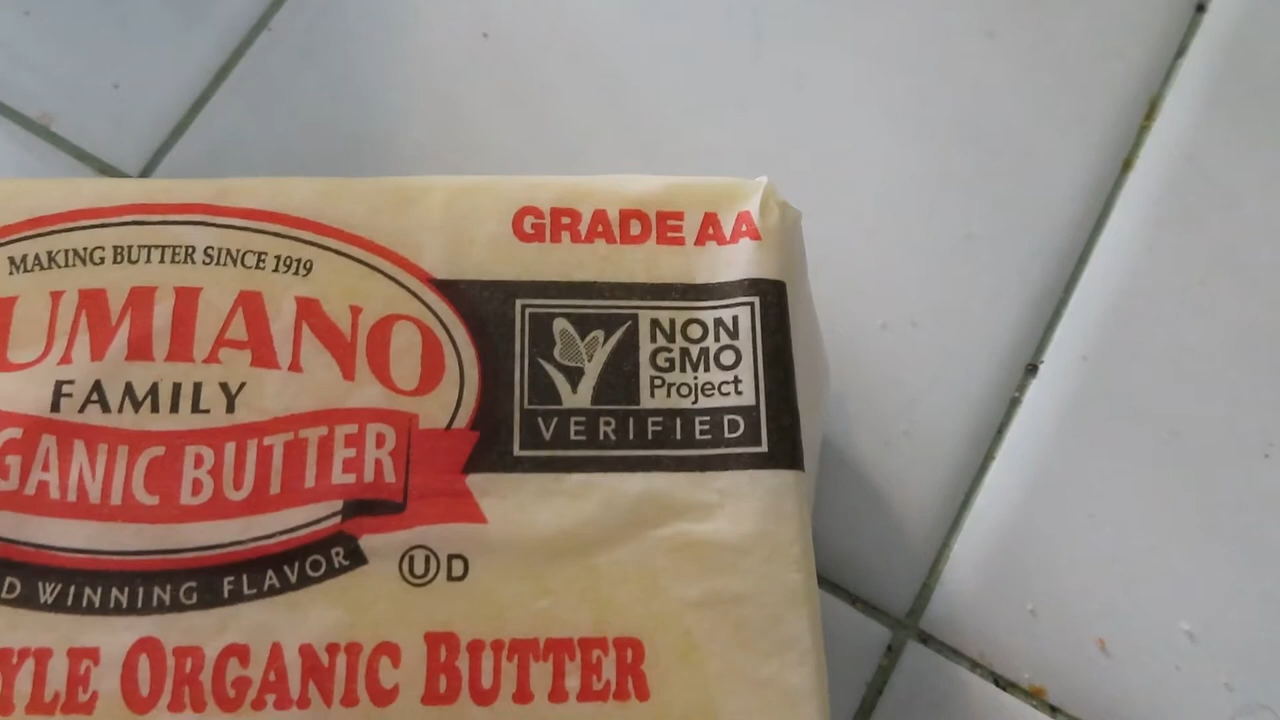 GRADE AA
MAKING BUTTER SINCE 1919
UMIANO
FAMILY
GANIC BUTTER
D WINNING FLAVOR
NON
GMO
Project
VERIFIED
U D
YLE ORGANIC BUTTER